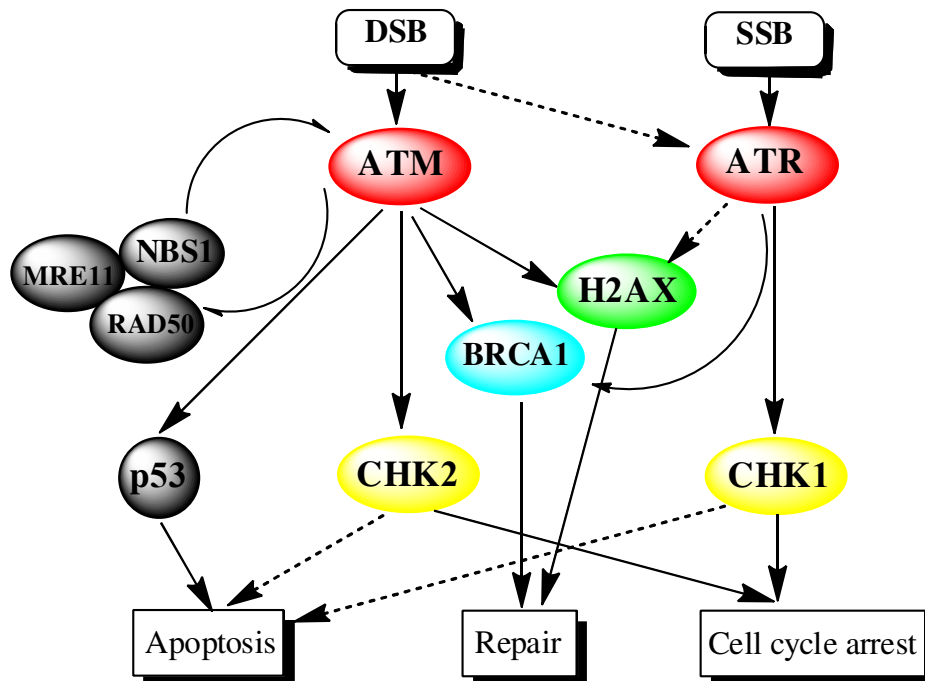 DSB
SSB
ATM
ATR
NBS1
MRE11
RAD50
H2AX
BRCA1
p53
CHK2
CHK1
Apoptosis
Repair
Cell cycle arrest